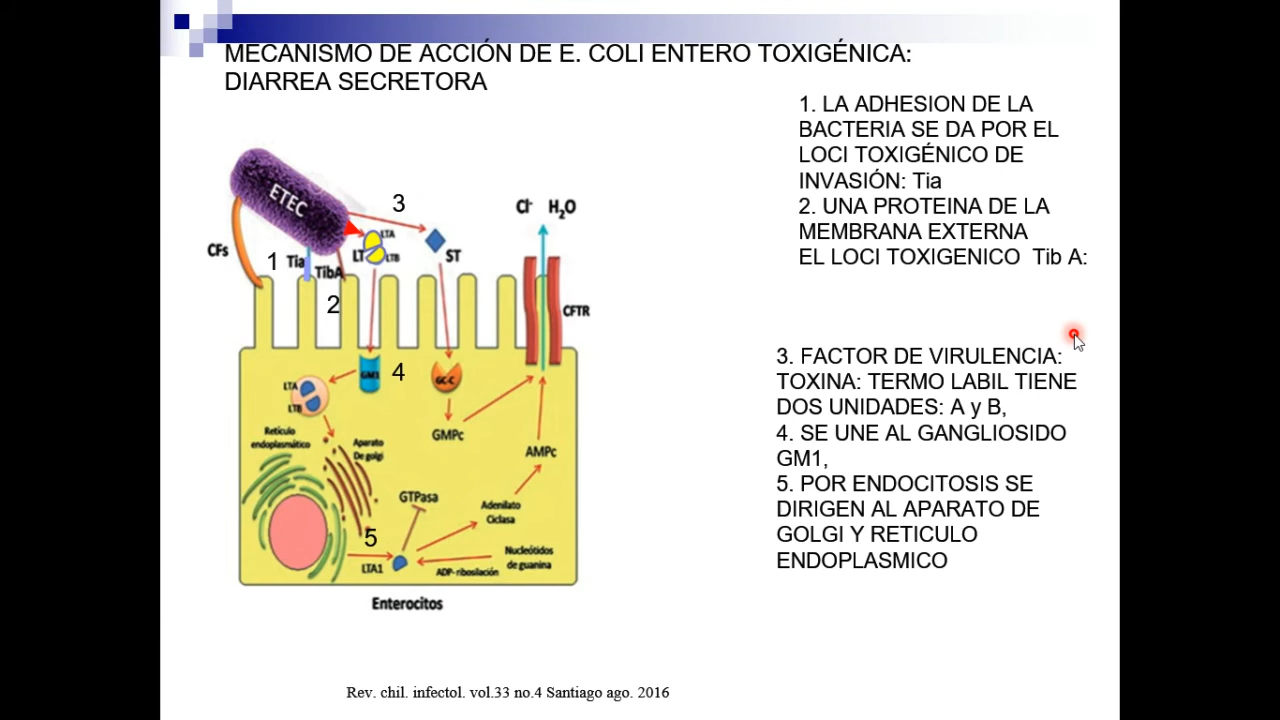 MECANISMO DE ACCIÓN DE E. COLI ENTERO TOXIGÉNICA:
DIARREA SECRETORA
1. LA ADHESION DE LA
BACTERIA SE DA POR EL
LOCI TOXIGÉNICO DE
INVASIÓN: Tia
2. UNA PROTEINA DE LA
MEMBRANA EXTERNA
EL LOCI TOXIGENICO Tib A:
3. FACTOR DE VIRULENCIA:
TOXINA: TERMO LABIL TIENE
DOS UNIDADES: A y B,
4. SE UNE AL GANGLIOSIDO
GM1,
5. POR ENDOCITOSIS SE
DIRIGEN AL APARATO DE
GOLGI Y RETICULO
ENDOPLASMICO
ETEC
3
Cl- H2O
CFs
1 Tia
TibA
LT
LTA
LTB
ST
2
CFTR
GM1
4
GC-C
LTA
LTB
Retículo
endoplasmático
Aparato
De golgi
GMPc
AMPc
GTPasa
Adenilato
Ciclasa
5
LTA1
Nucleótidos
de guanina
ADP- ribosilación
Enterocitos
Rev. chil. infectol. vol.33 no.4 Santiago ago. 2016